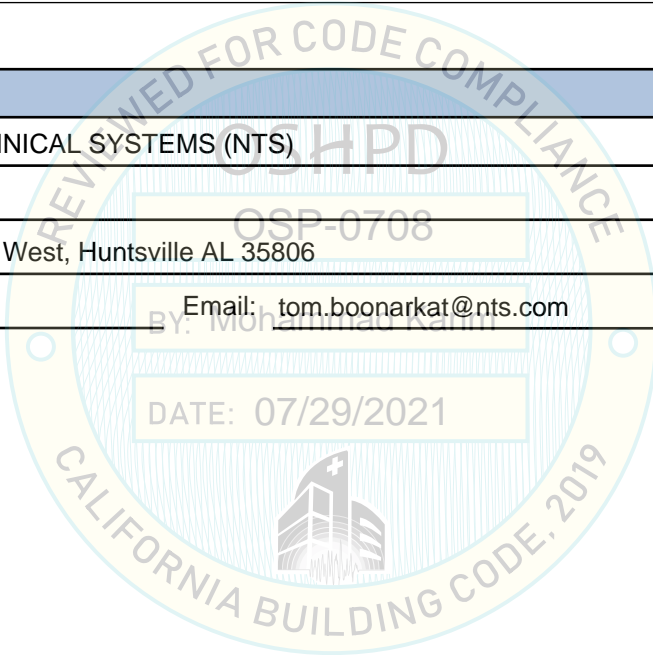 REVIEWED FOR CODE COMPLIANCE
HNICAL SYSTEMS (NTS)
OSHPD
OSP-0708
West, Huntsville AL 35806
Email: tom.boonarkat@nts.com
BY: Mohammad Karim
DATE: 07/29/2021
CALIFORNIA BUILDING CODE, 2019